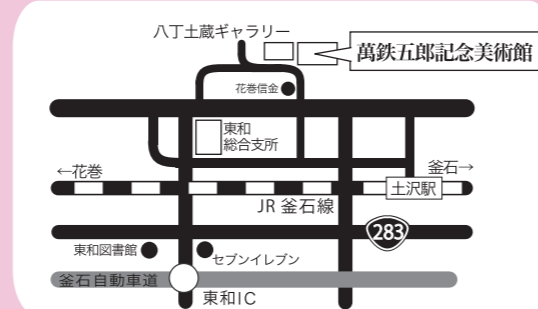 八丁土蔵ギャラリー
萬鉄五郎記念美術館
花巻信金
東和
総合支所
←花巻
釜石→
土沢駅
JR 釜石線
283
東和図書館
セブンイレブン
釜石自動車道
東和IC